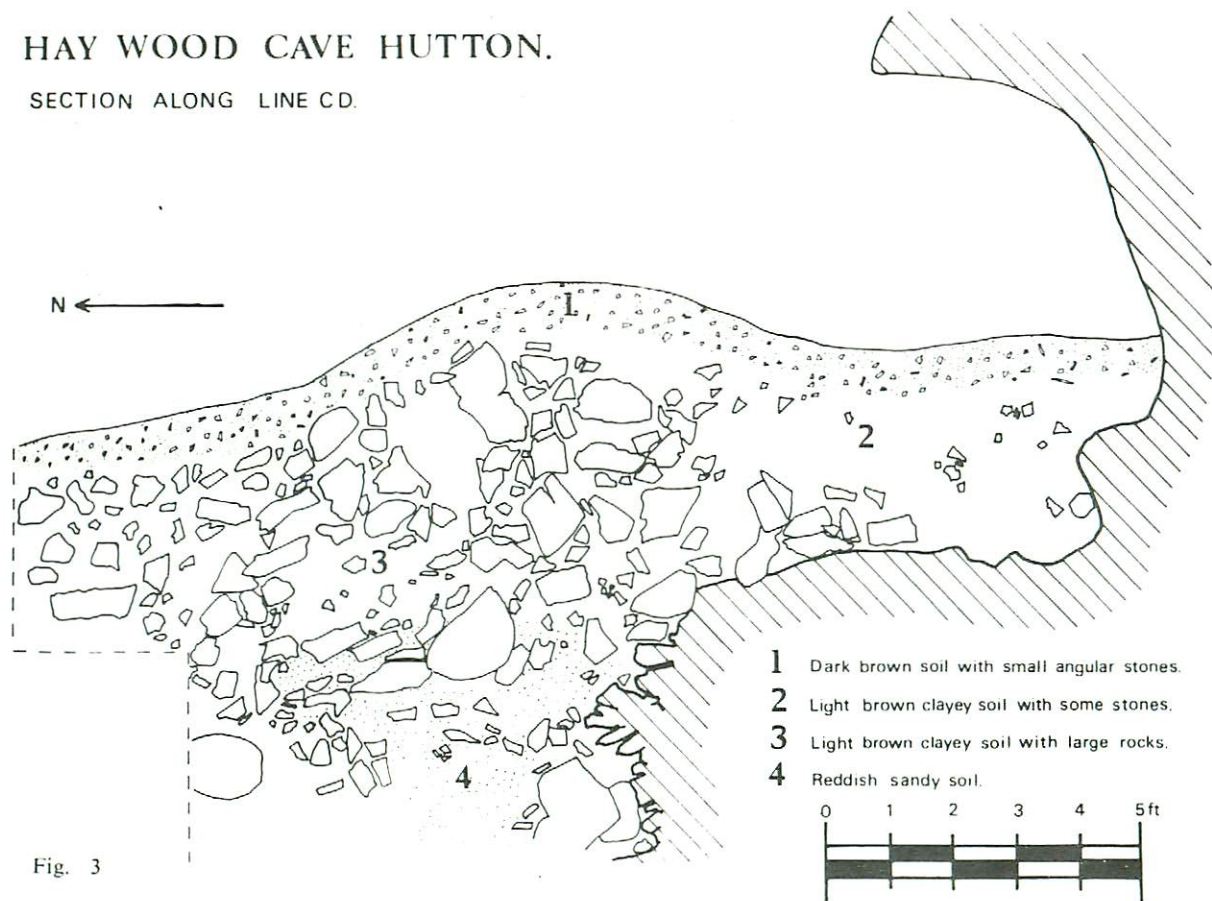 HAY WOOD CAVE HUTTON.
SECTION ALONG LINE CD.
N
1
2
3
4
1 Dark brown soil with small angular stones.
2 Light brown clayey soil with some stones.
3 Light brown clayey soil with large rocks.
4 Reddish sandy soil.
0 1 2 3 4 5ft
Fig. 3